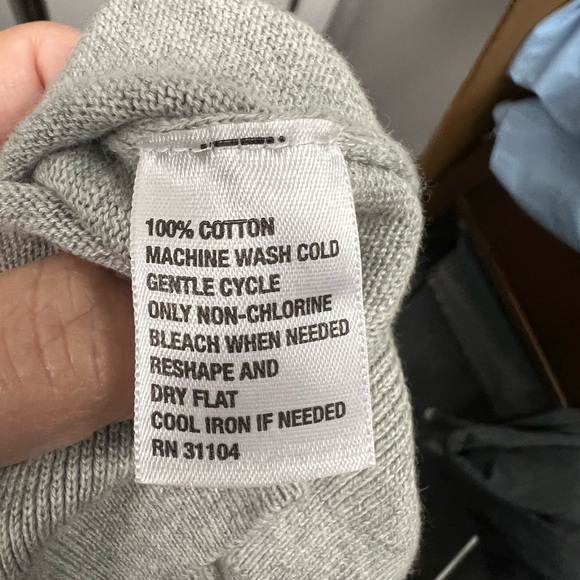 100% COTTON
MACHINE WASH COLD
GENTLE CYCLE
ONLY NON-CHLORINE
BLEACH WHEN NEEDED
RESHAPE AND
DRY FLAT
COOL IRON IF NEEDED
RN 31104